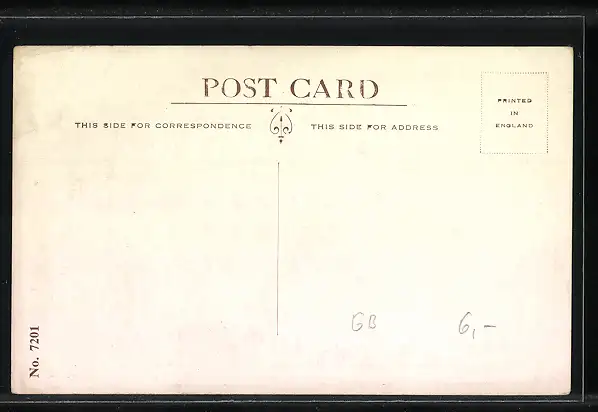 POST CARD
THIS SIDE FOR CORRESPONDENCE
THIS SIDE FOR ADDRESS
PRINTED
IN
ENGLAND
No. 7201
GB
6,-